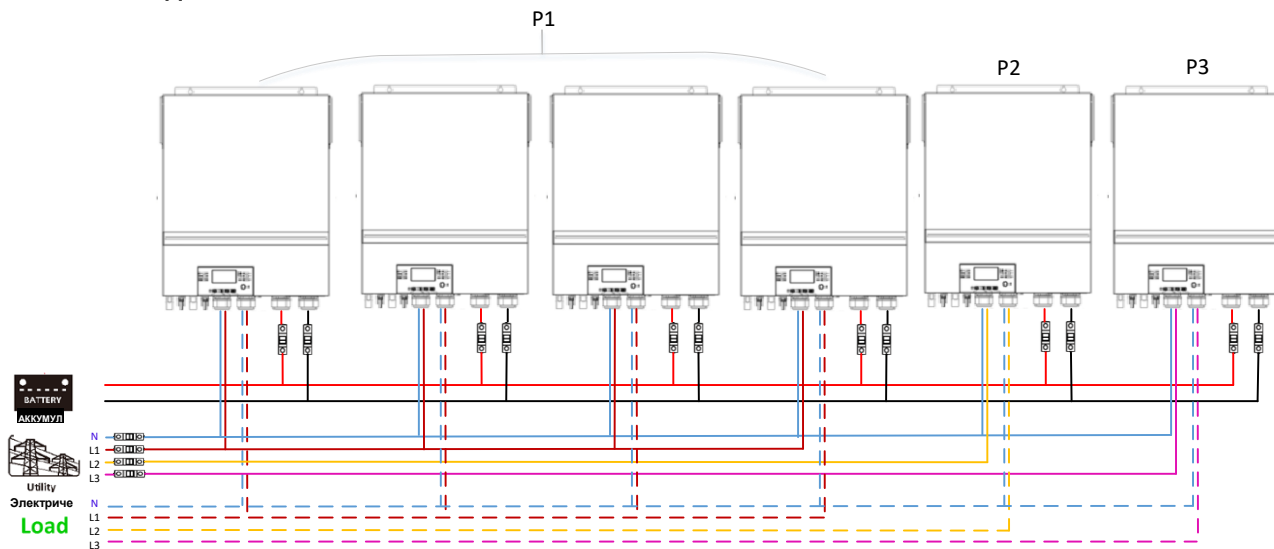 P1
P2
P3
BATTERY
АККУМУЛ
N
L1
L2
L3
Utility
Электриче
N
Load
L1
L2
L3